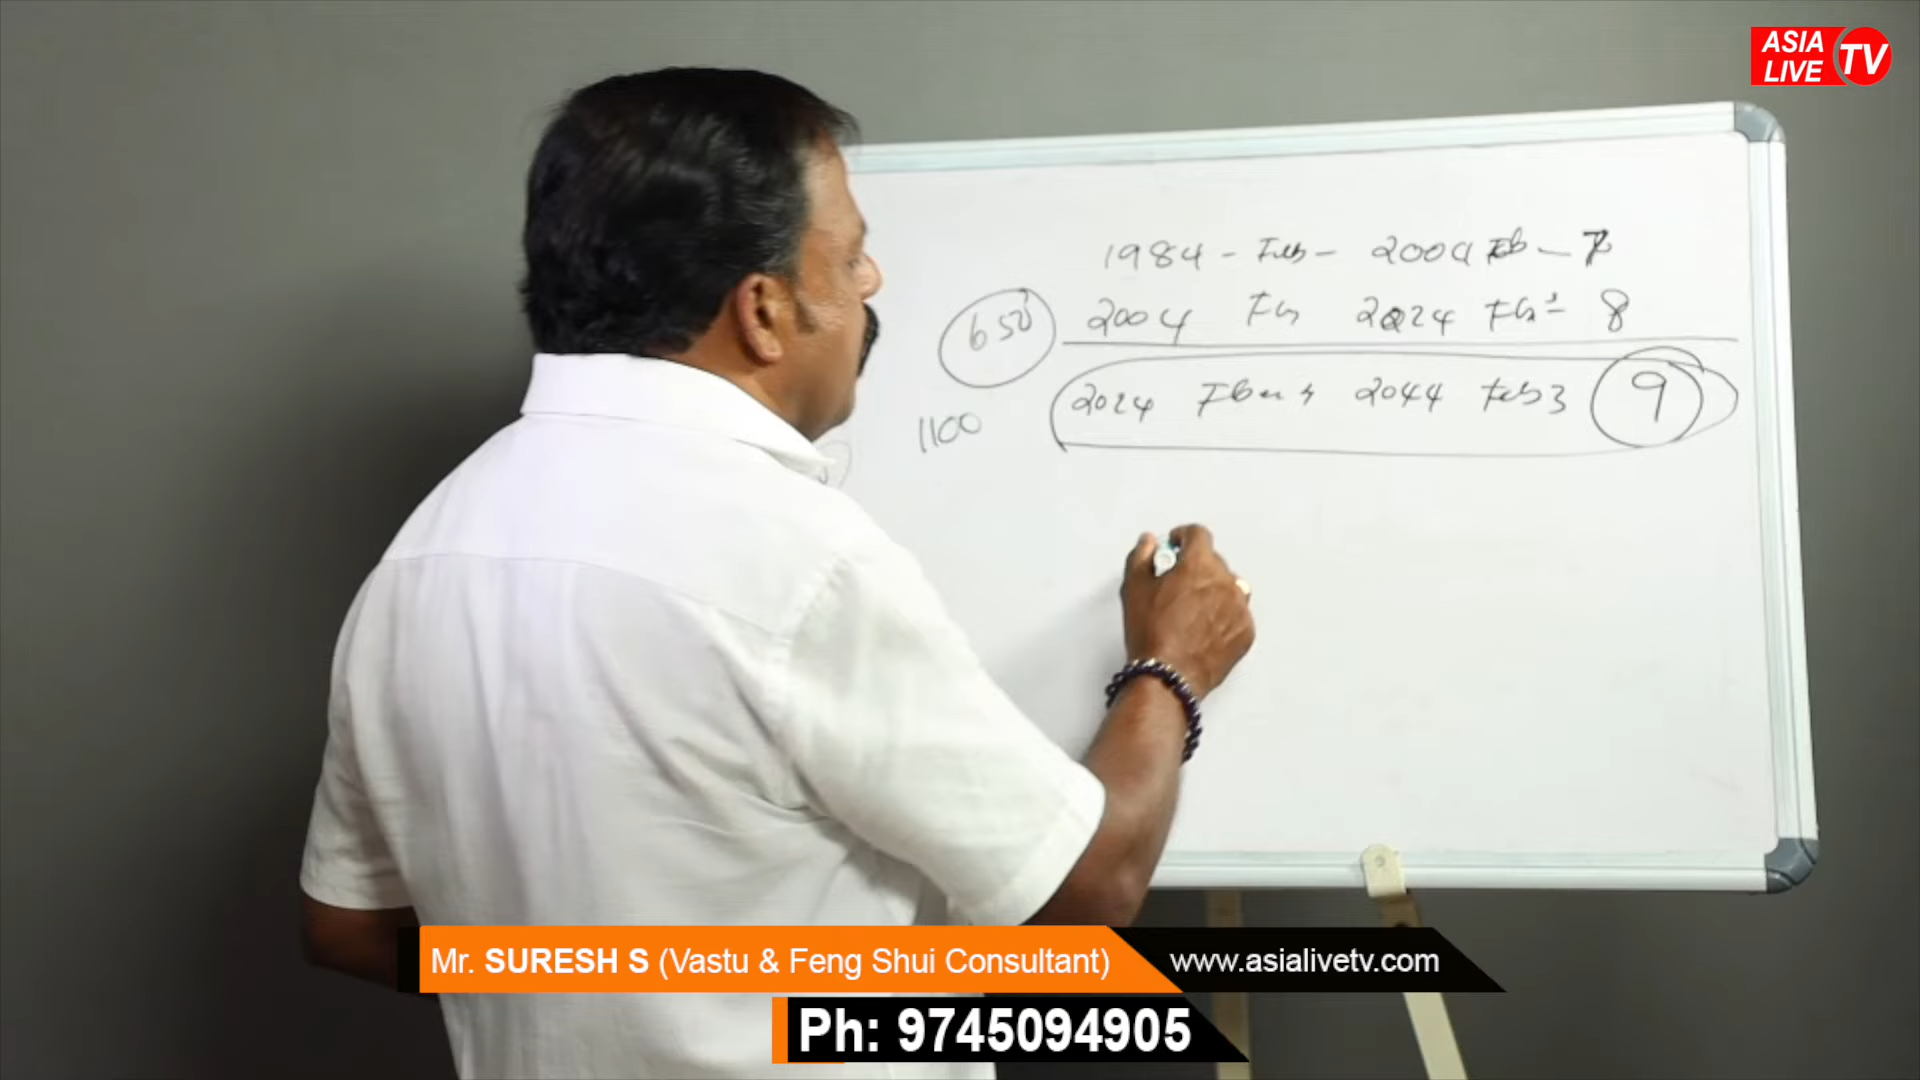 ASIA
LIVE
TV
1984 - Feb - 2004 Feb - 7
650
2004 Feb 2024 Feb - 8
2024 Feb 4 2044 Feb 3 9
1100
Mr. SURESH S (Vastu & Feng Shui Consultant)
www.asialivetv.com
Ph: 9745094905